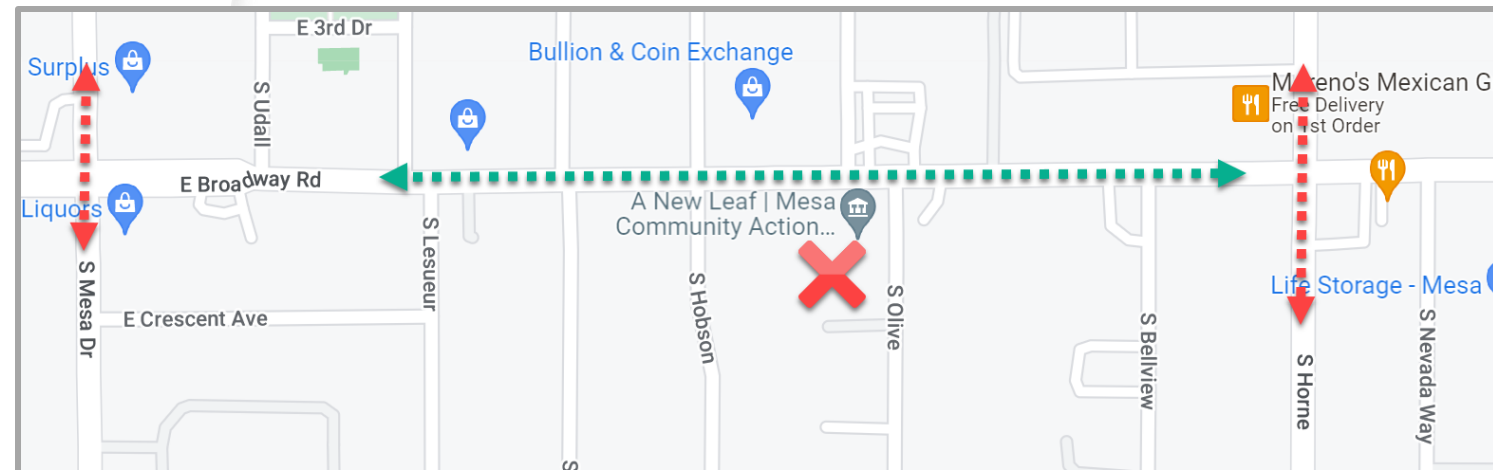 E 3rd Dr
Bullion & Coin Exchange
Surplus
S Udall
Moreno's Mexican G
Free Delivery
on 1st Order
E Broadway Rd
Liquors
A New Leaf | Mesa
Community Action...
S Lesueur
S Mesa Dr
S Hobson
S Olive
Life Storage - Mesa
E Crescent Ave
S Bellview
S Horne
S Nevada Way
S